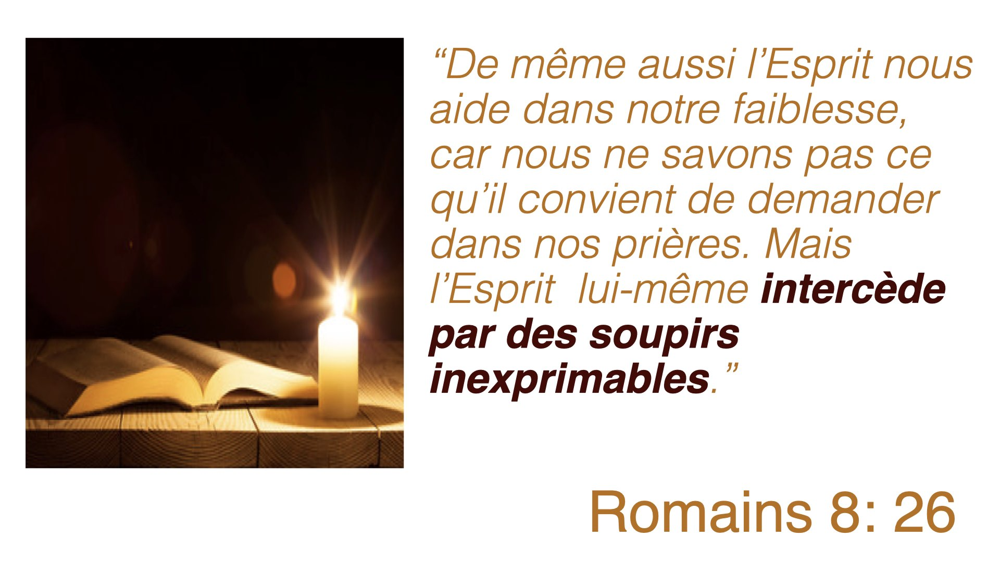 “De même aussi l’Esprit nous
aide dans notre faiblesse,
car nous ne savons pas ce
qu’il convient de demander
dans nos prières. Mais
l’Esprit  lui-même intercède
par des soupirs
inexprimables.”
Romains 8: 26